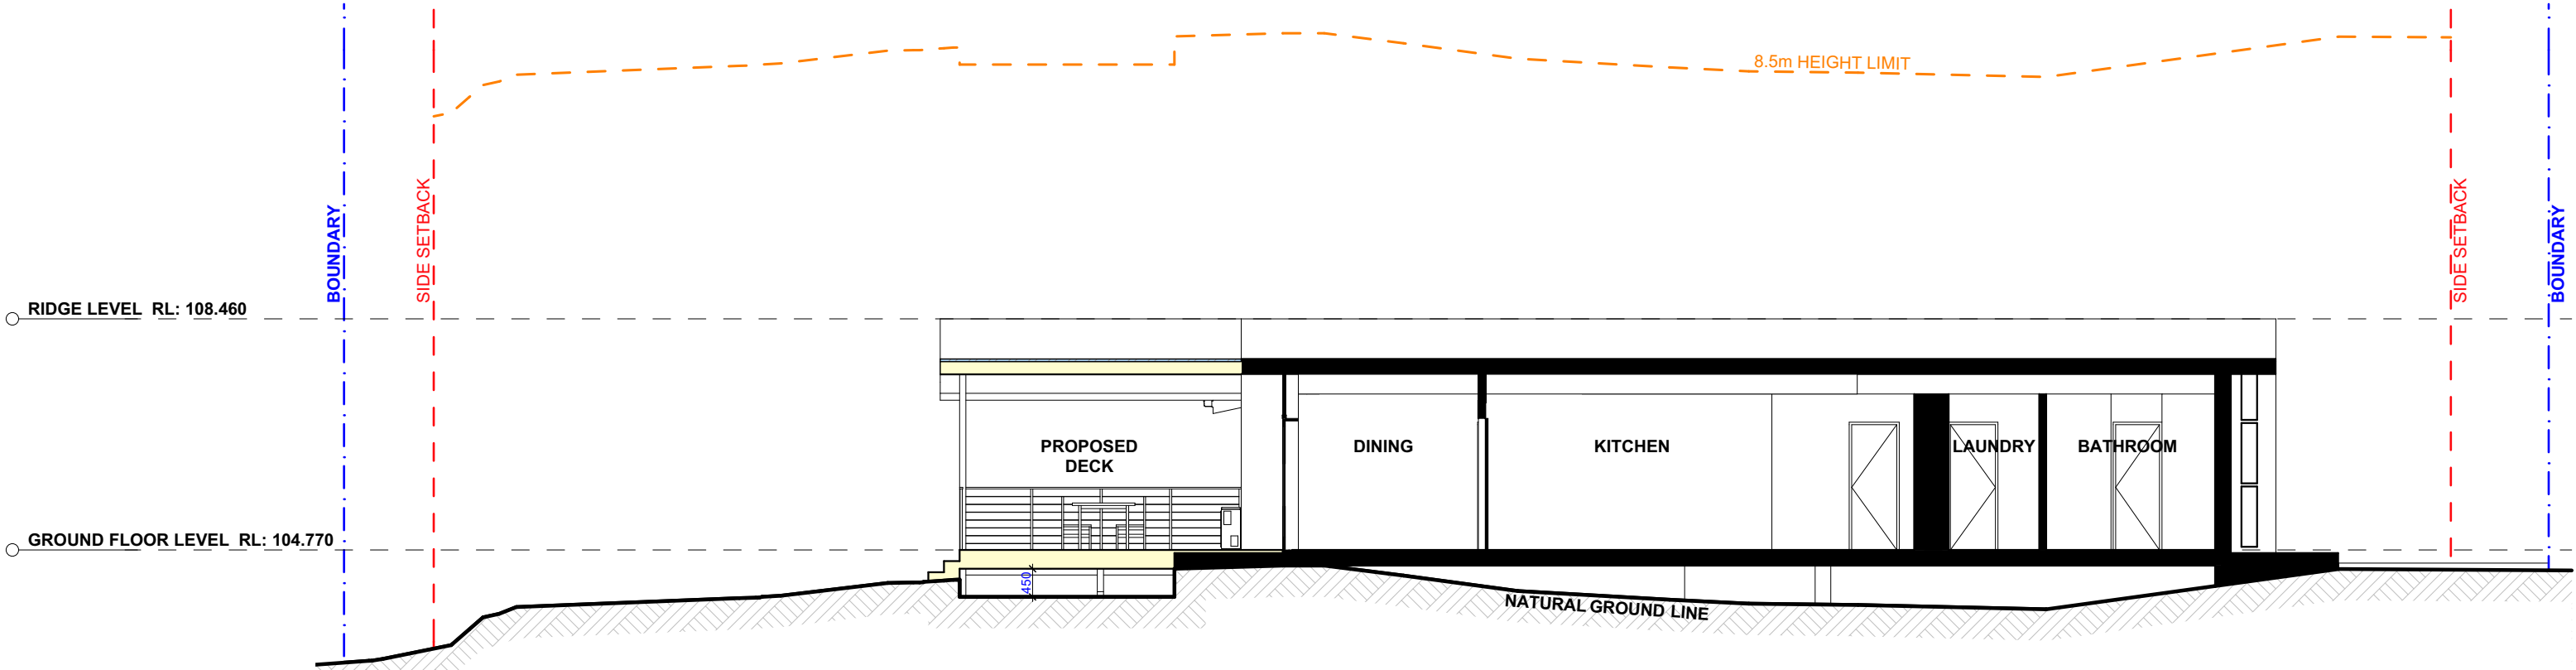 8.5m HEIGHT LIMIT
BOUNDARY
SIDE SETBACK
SIDE SETBACK
BOUNDARY
RIDGE LEVEL RL: 108.460
PROPOSED
DECK
DINING
KITCHEN
LAUNDRY
BATHROOM
GROUND FLOOR LEVEL RL: 104.770
450
NATURAL GROUND LINE